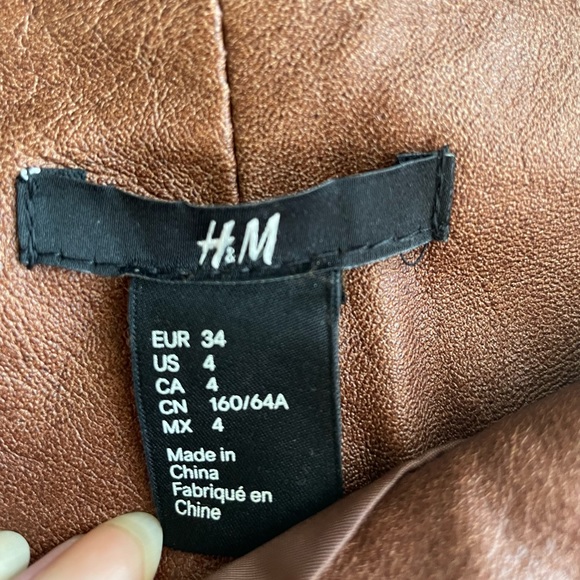 H&M
EUR 34
US 4
CA 4
CN 160/64A
MX 4
Made in
China
Fabriqué en
Chine